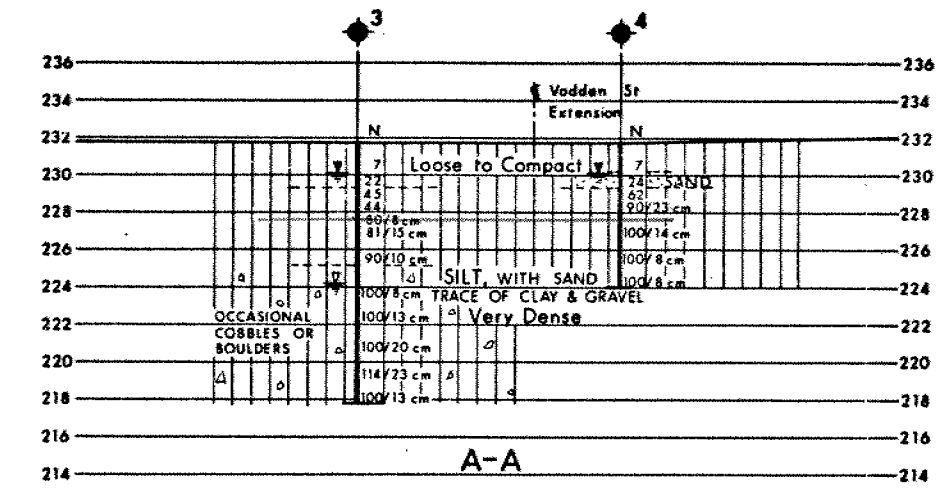 3 4
236 236
234 Vodden St 234
Extension
232 N N 232
7 Loose to Compact 7
230 22 24 SAND 230
45 62
228 44 90/23 cm 228
80/8 cm
81/15 cm 100/14 cm
226 226
90/10 cm 100/8 cm
SILT, WITH SAND 100/8 cm
224 224
100/8 cm TRACE OF CLAY & GRAVEL
OCCASIONAL 100/13 cm Very Dense
222 222
COBBLES OR
BOULDERS 100/20 cm
220 220
114/23 cm
218 100/13 cm 218
216 216
A-A
214 214